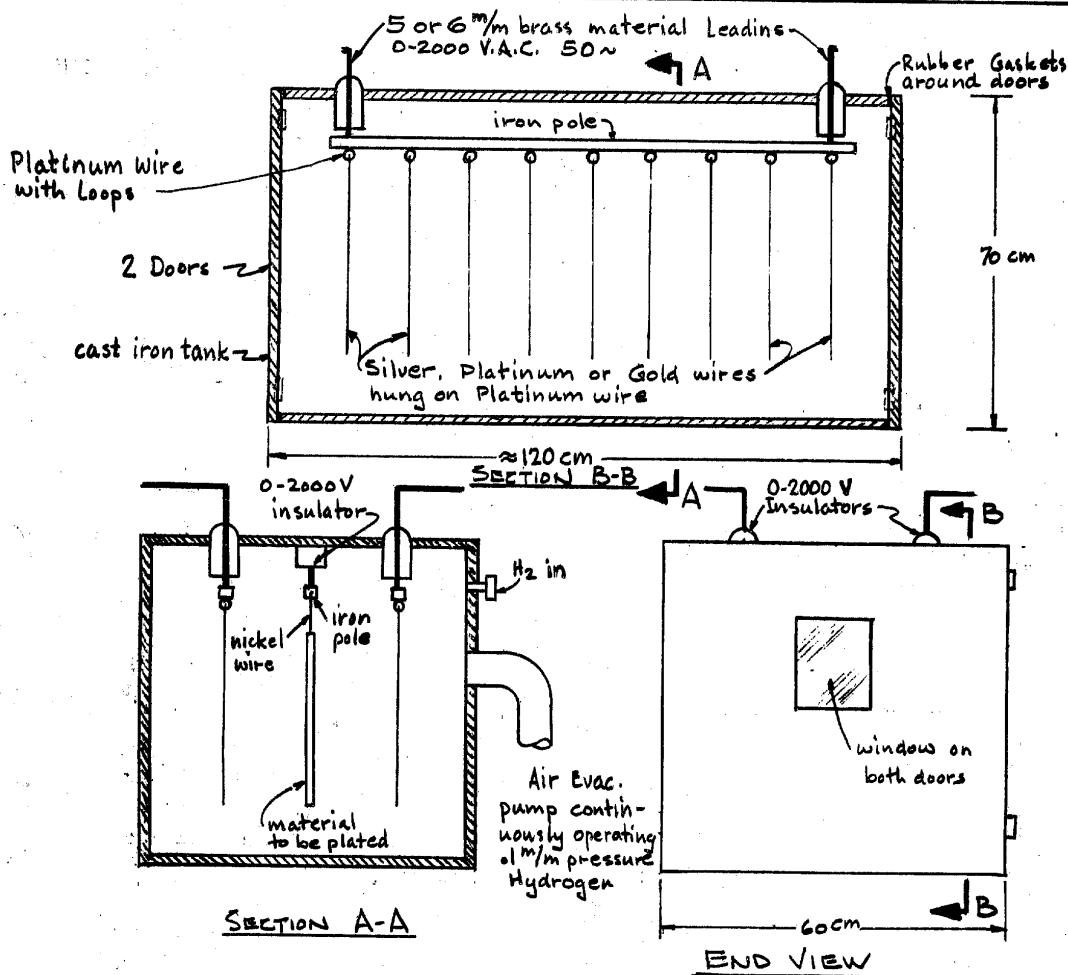 5 or 6 m/m brass material Leadins
0-2000 V.A.C. 50~
A
Rubber Gaskets
around doors
iron pole
Platinum Wire
with Loops
2 Doors
70 cm
cast iron tank
Silver, Platinum or Gold wires
hung on Platinum wire
≈120 cm
SECTION B-B
0-2000V
insulator
A
0-2000 V
Insulators
B
H2 in
iron
pole
nickel
wire
window on
both doors
material
to be plated
Air Evac.
pump contin-
uously operating
.1 m/m pressure
Hydrogen
B
SECTION A-A
60 cm
END VIEW